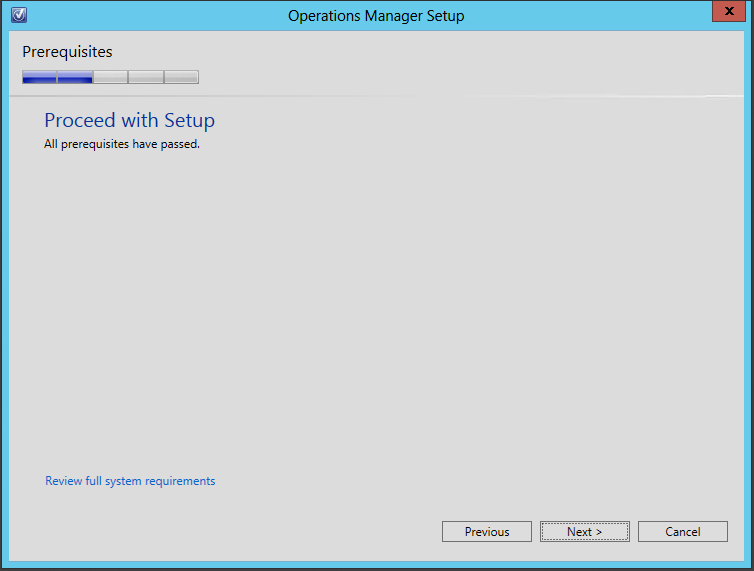 Operations Manager Setup
x
Prerequisites
Proceed with Setup
All prerequisites have passed.
Review full system requirements
Previous
Next >
Cancel